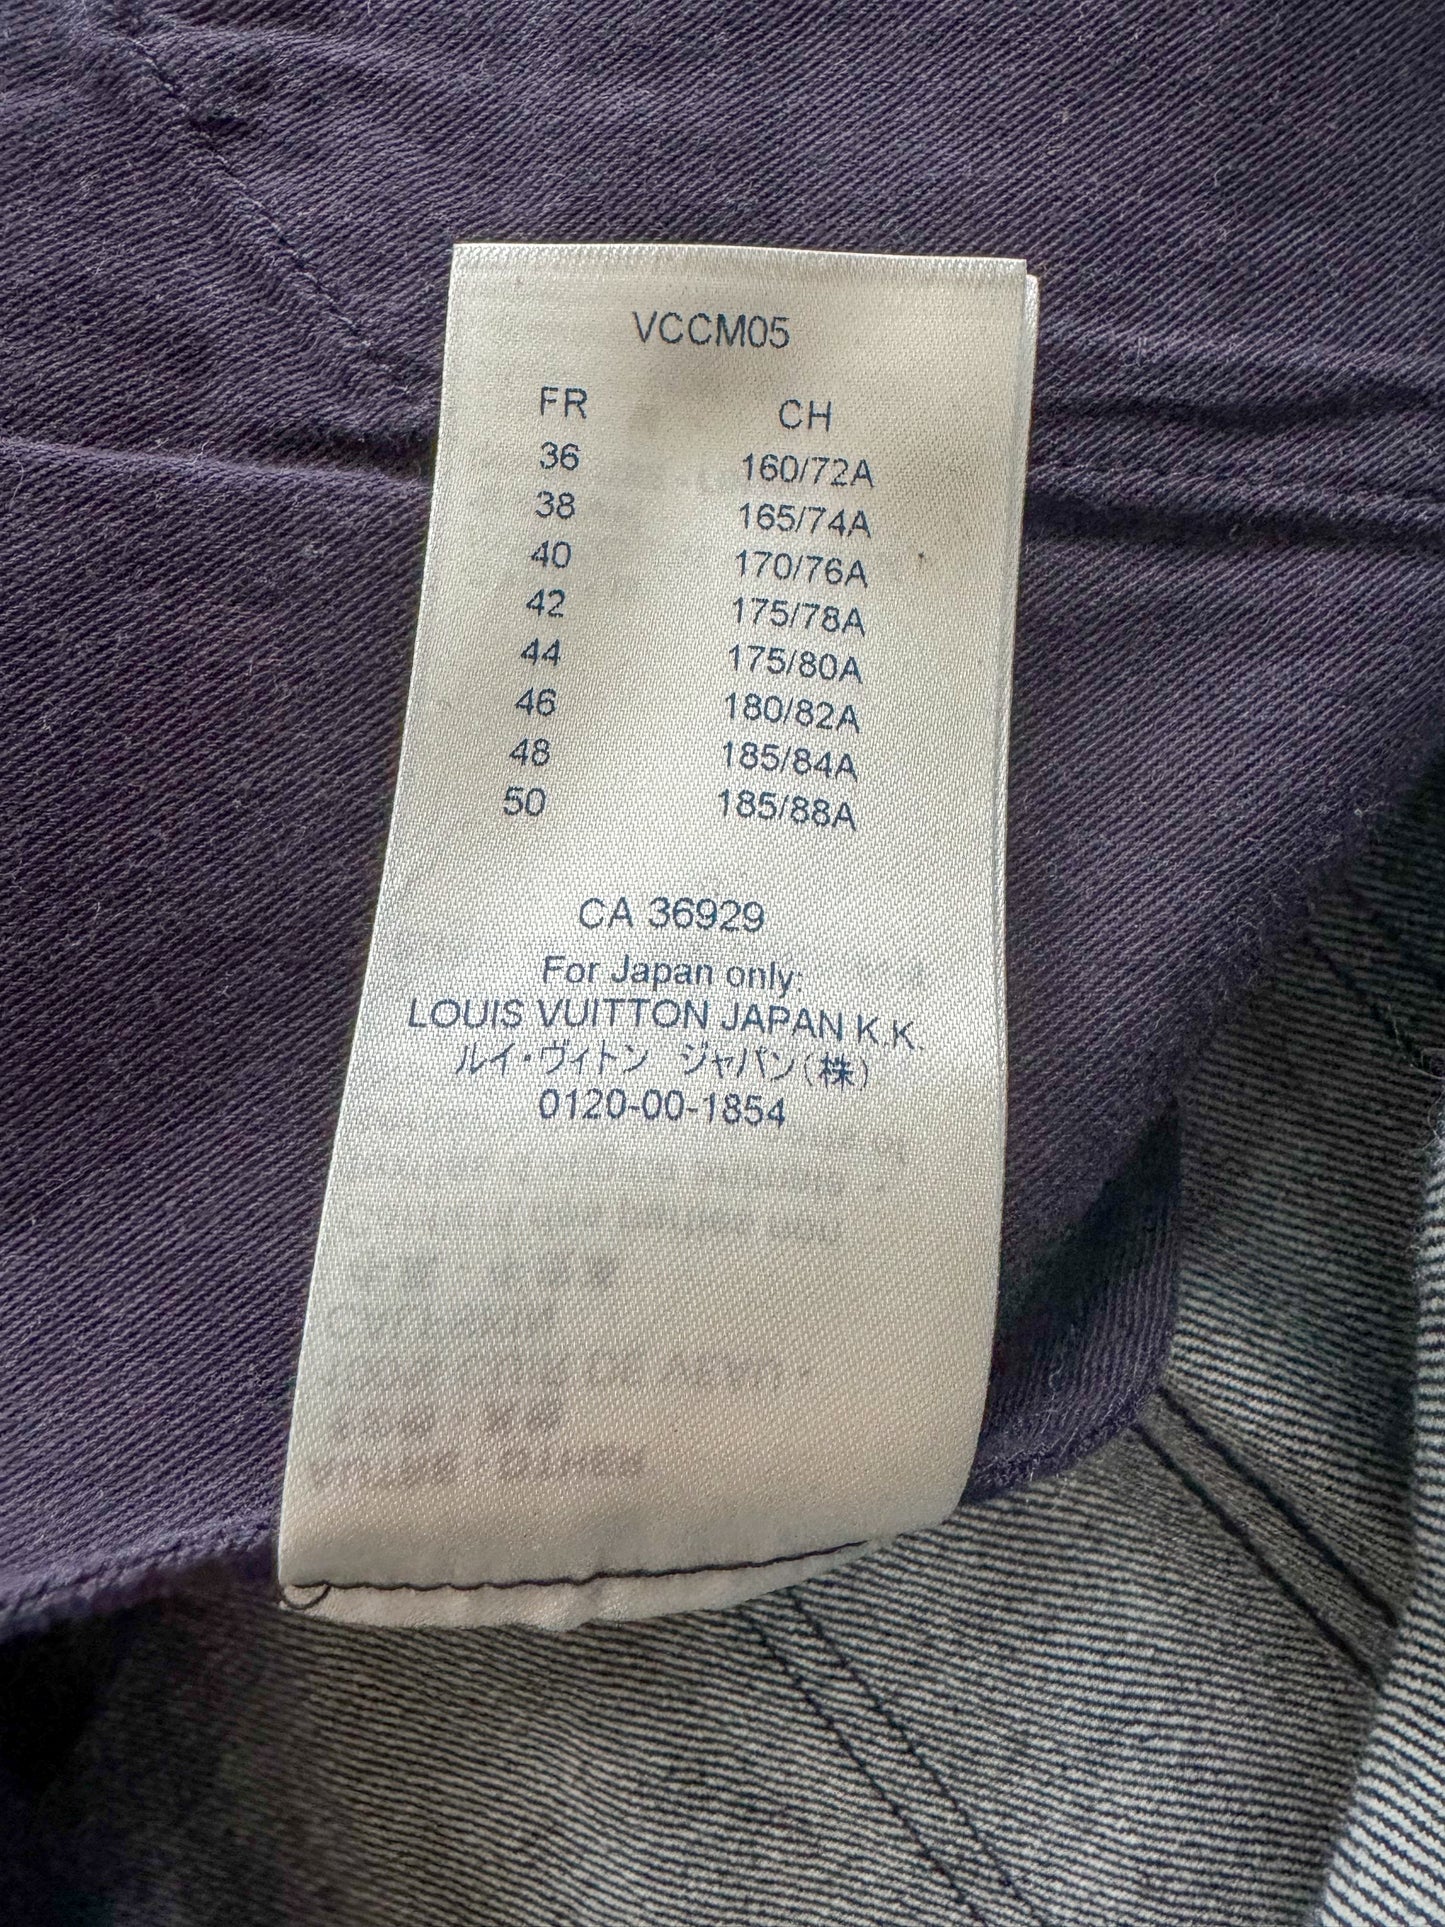 VCCM05
FR CH
36 160/72A
38 165/74A
40 170/76A
42 175/78A
44 175/80A
46 180/82A
48 185/84A
50 185/88A
CA 36929
For Japan only:
LOUIS VUITTON JAPAN K.K.
ルイ・ヴィトン ジャパン(株)
0120-00-1854